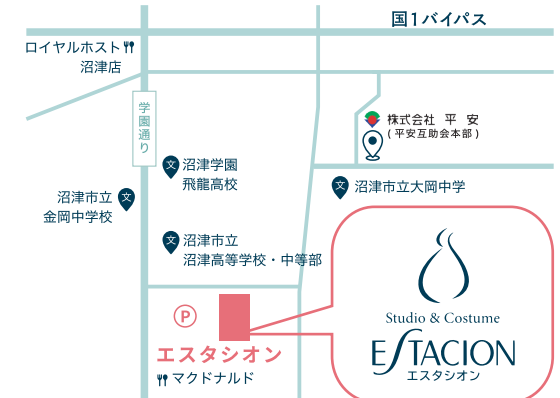 国1バイパス
ロイヤルホスト
沼津店
学園通り
株式会社 平 安
(平安互助会本部)
文 沼津学園
飛龍高校
文 沼津市立大岡中学
沼津市立 文
金岡中学校
文 沼津市立
沼津高等学校・中等部
P
エスタシオン
マクドナルド
Studio & Costume
ESTACION
エスタシオン